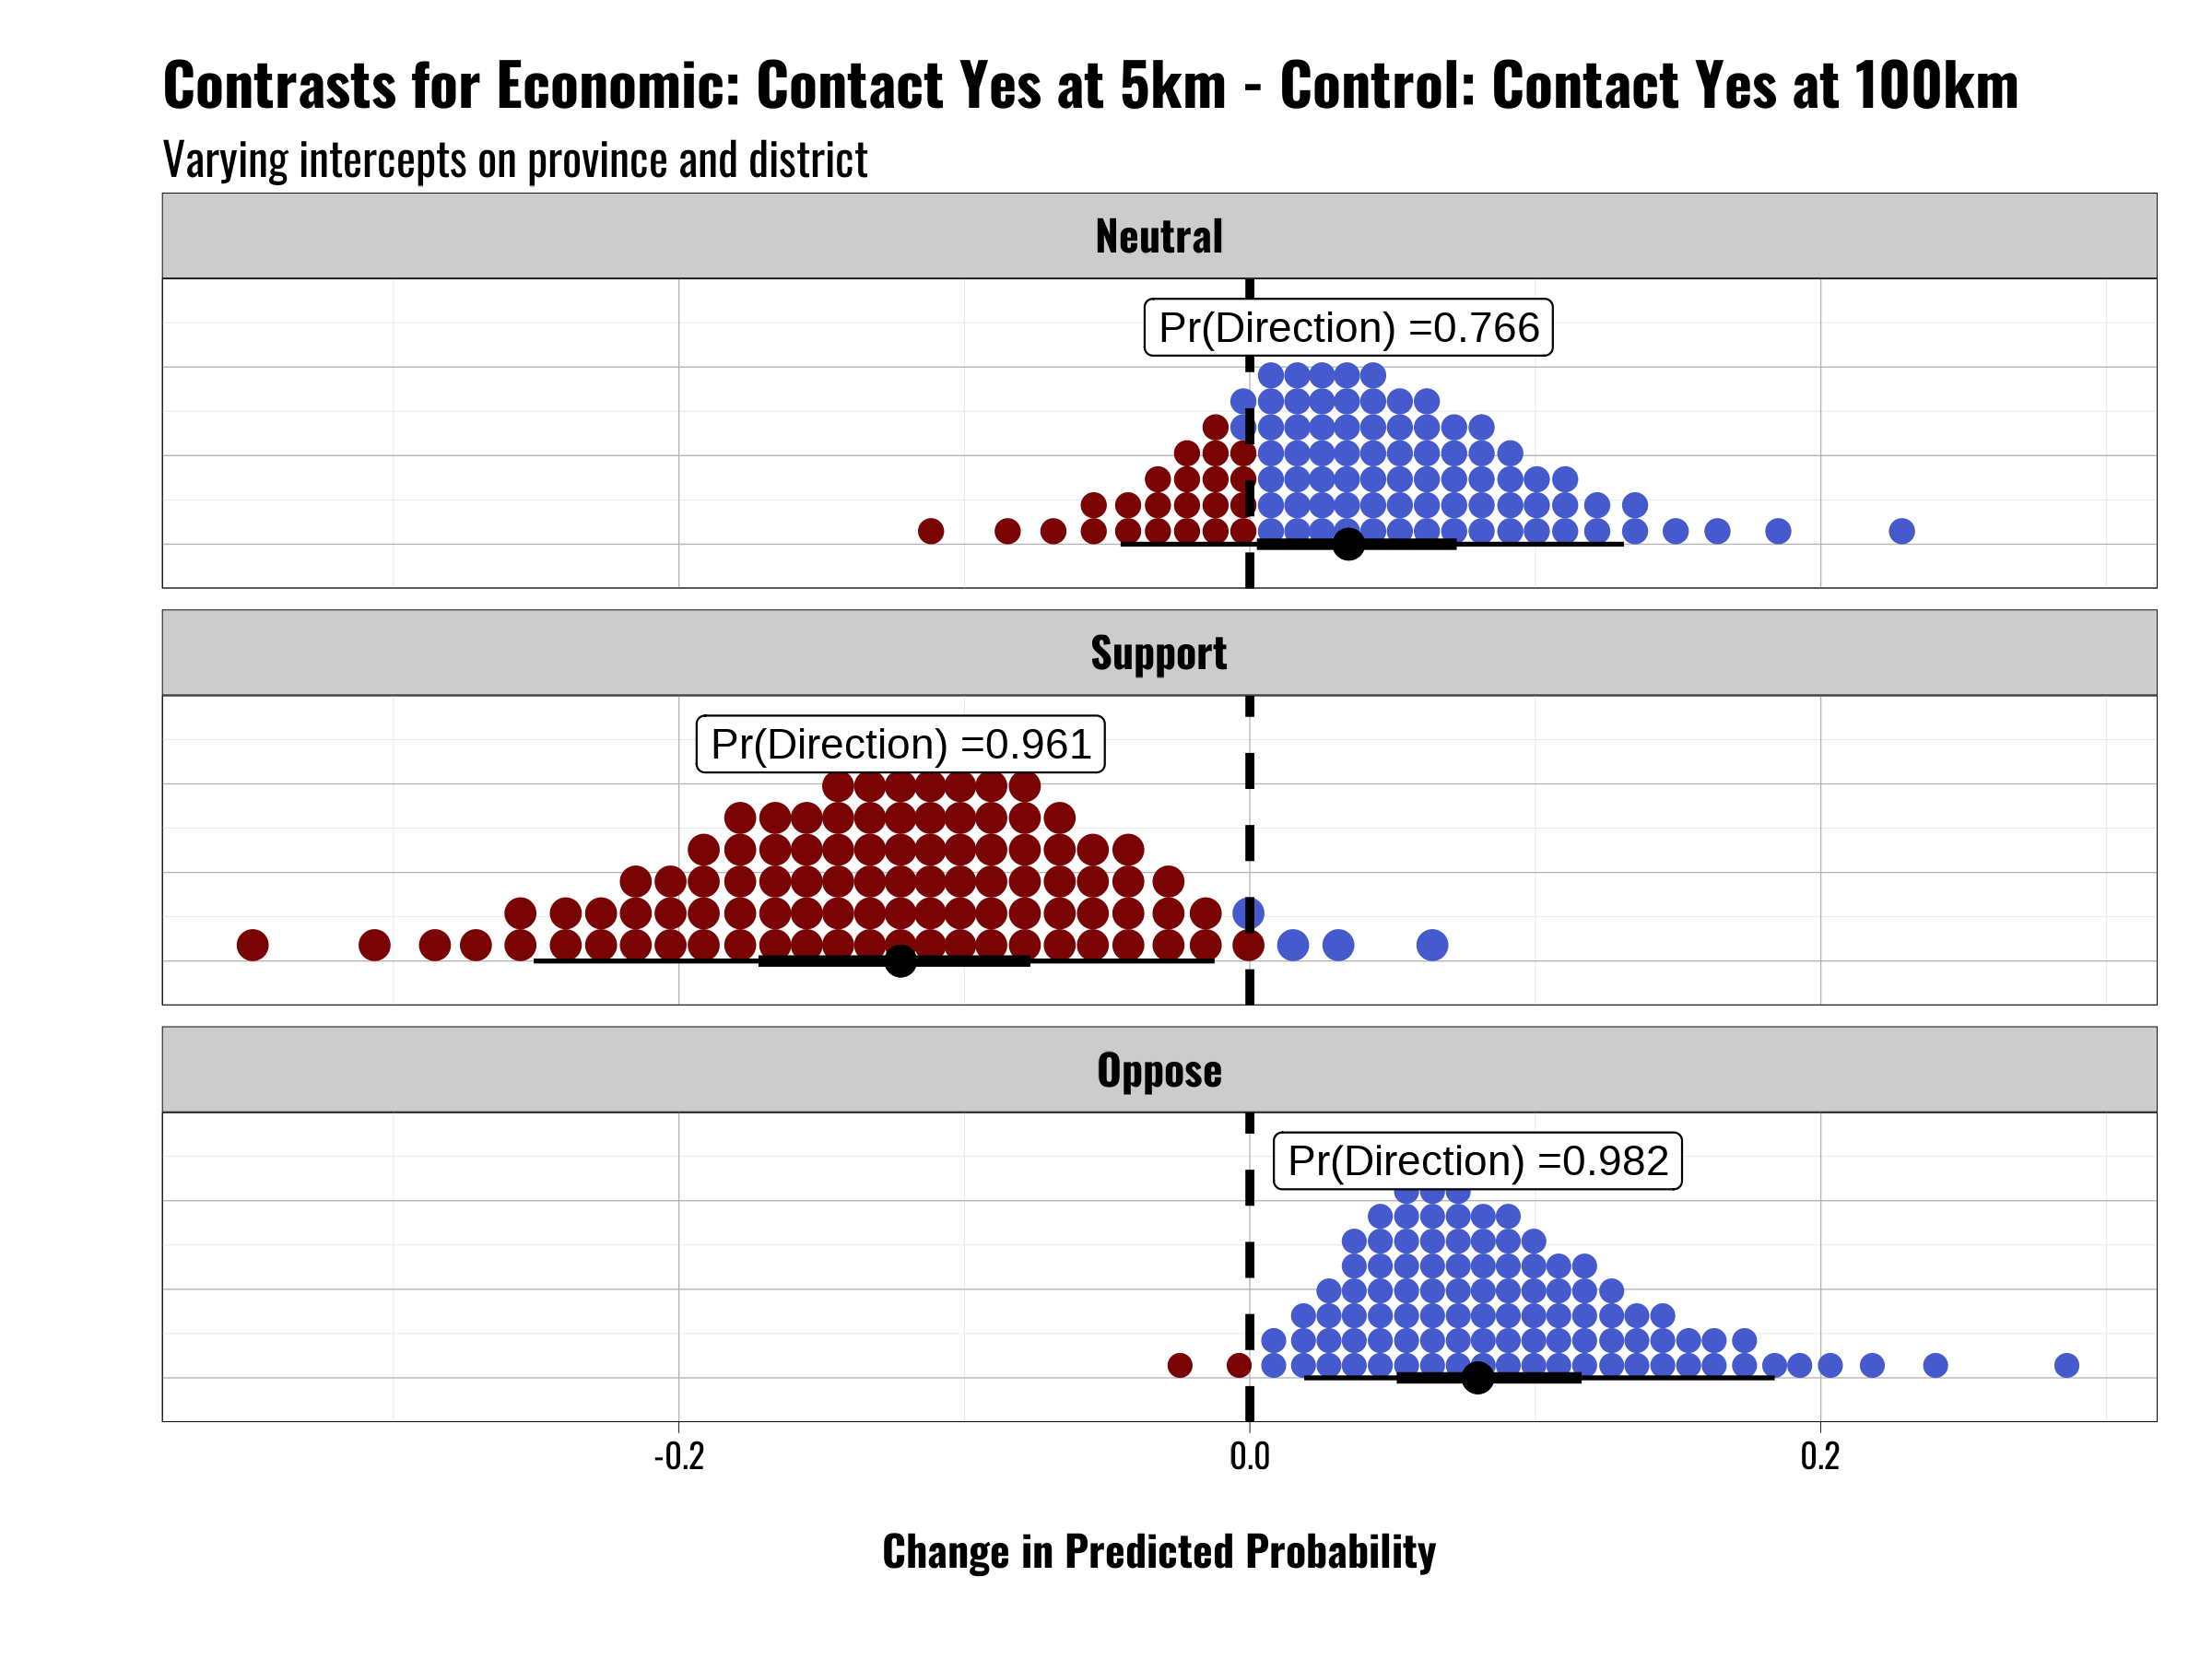 Contrasts for Economic: Contact Yes at 5km - Control: Contact Yes at 100km
Varying intercepts on province and district
Neutral
Pr(Direction) =0.766
Support
Pr(Direction) =0.961
Oppose
Pr(Direction) =0.982
-0.2 0.0 0.2
Change in Predicted Probability